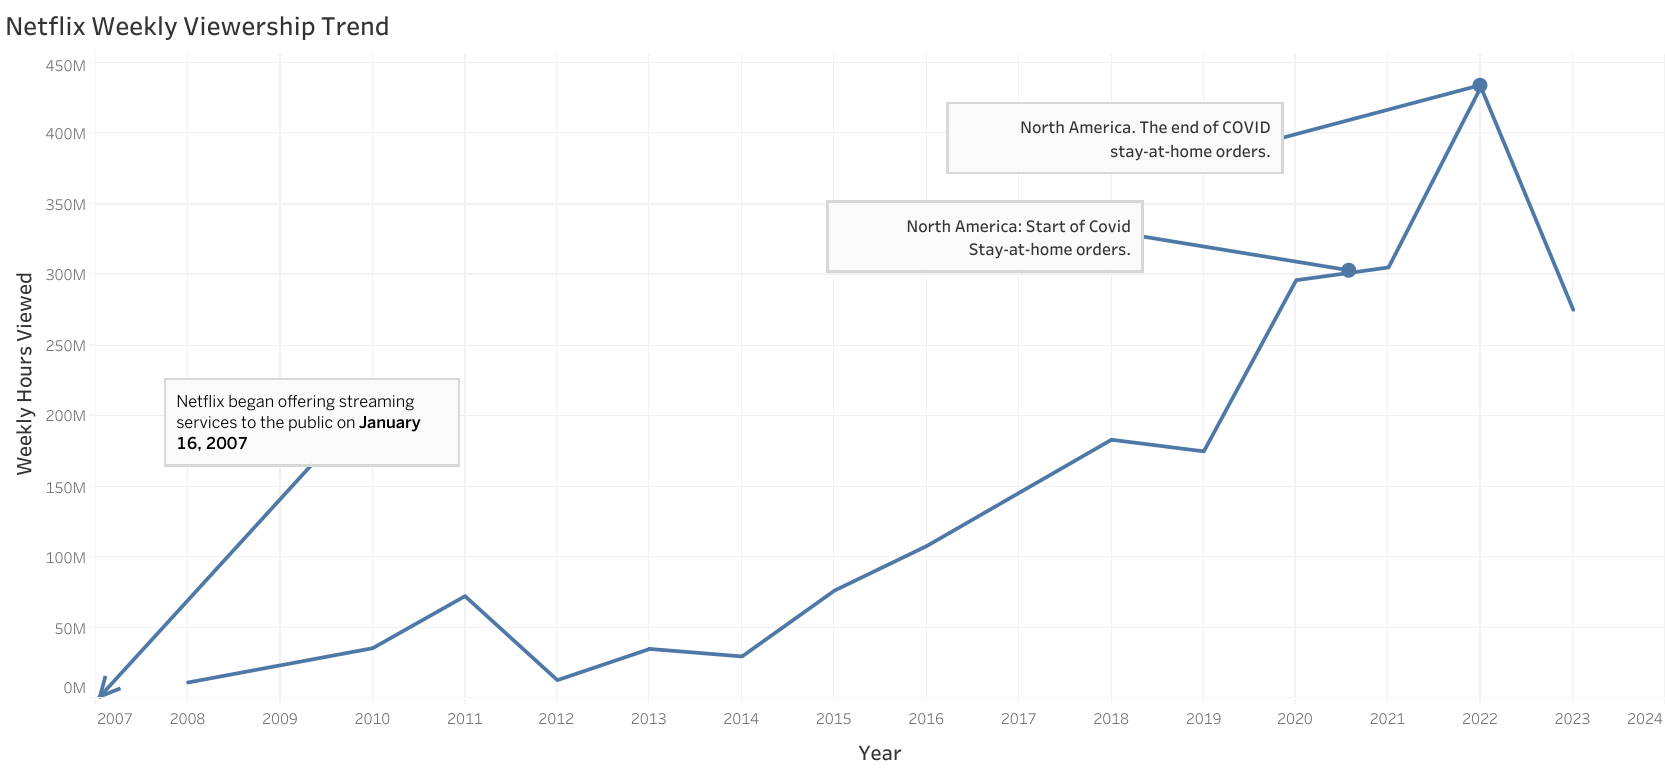 Netflix Weekly Viewership Trend
450M
400M
350M
300M
250M
200M
150M
100M
50M
0M
Weekly Hours Viewed
North America. The end of COVID
stay-at-home orders.
North America: Start of Covid
Stay-at-home orders.
Netflix began offering streaming
services to the public on January
16, 2007
2007 2008 2009 2010 2011 2012 2013 2014 2015 2016 2017 2018 2019 2020 2021 2022 2023 2024
Year